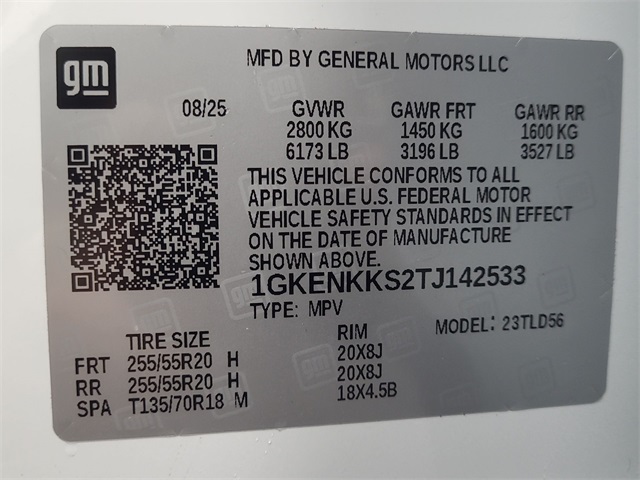 gm
MFD BY GENERAL MOTORS LLC
08/25 GVWR GAWR FRT GAWR RR
2800 KG 1450 KG 1600 KG
6173 LB 3196 LB 3527 LB
THIS VEHICLE CONFORMS TO ALL
APPLICABLE U.S. FEDERAL MOTOR
VEHICLE SAFETY STANDARDS IN EFFECT
ON THE DATE OF MANUFACTURE
SHOWN ABOVE.
1GKENKKS2TJ142533
TYPE: MPV MODEL: 23TLD56
TIRE SIZE RIM
FRT 255/55R20 H 20X8J
RR 255/55R20 H 20X8J
SPA T135/70R18 M 18X4.5B